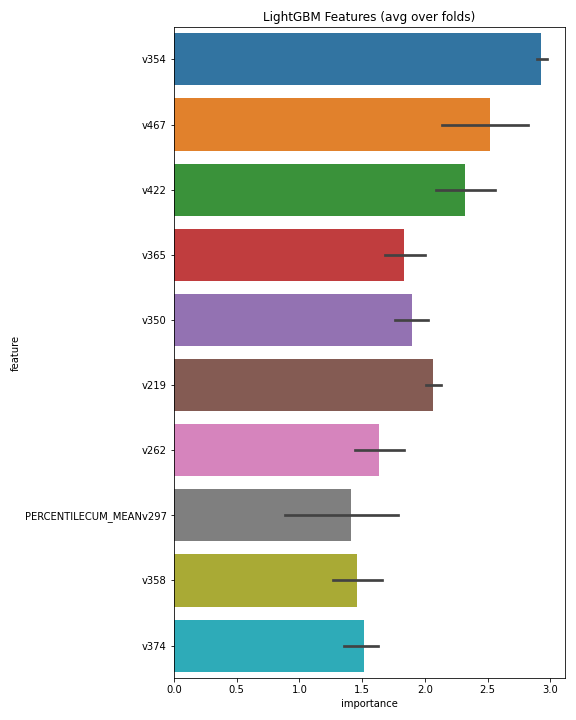 LightGBM Features (avg over folds)
feature
v354
v467
v422
v365
v350
v219
v262
PERCENTILECUM_MEANv297
v358
v374
0.0 0.5 1.0 1.5 2.0 2.5 3.0
importance